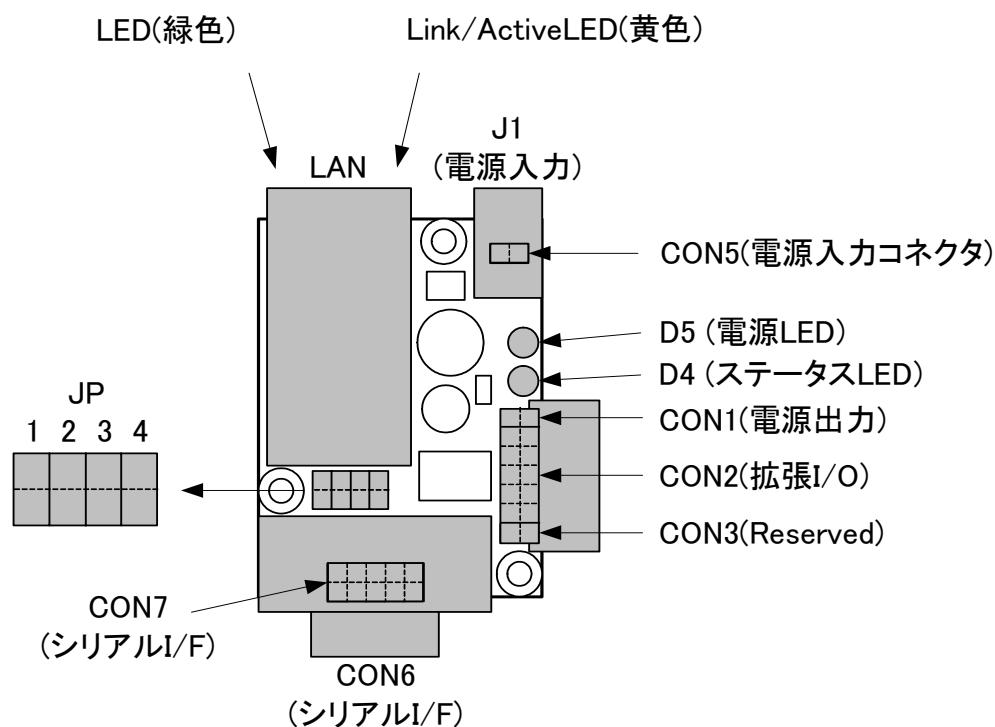 LED(緑色)
Link/ActiveLED(黄色)
J1
(電源入力)
LAN
CON5(電源入力コネクタ)
D5 (電源LED)
D4 (ステータスLED)
JP
1 2 3 4
CON1(電源出力)
CON2(拡張I/O)
CON3(Reserved)
CON7
(シリアルI/F)
CON6
(シリアルI/F)